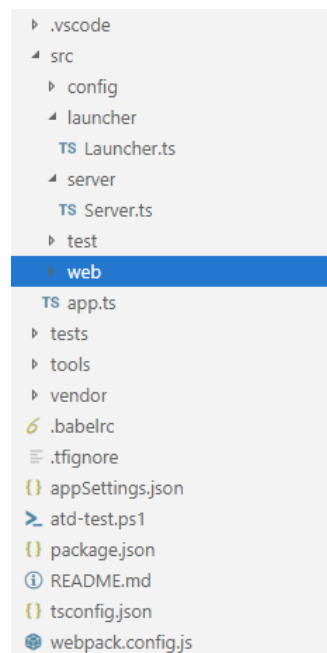 .vscode
src
config
launcher
TS Launcher.ts
server
TS Server.ts
test
web
TS app.ts
tests
tools
vendor
6 .babelrc
.tfignore
{} appSettings.json
>_ atd-test.ps1
{} package.json
README.md
{} tsconfig.json
webpack.config.js